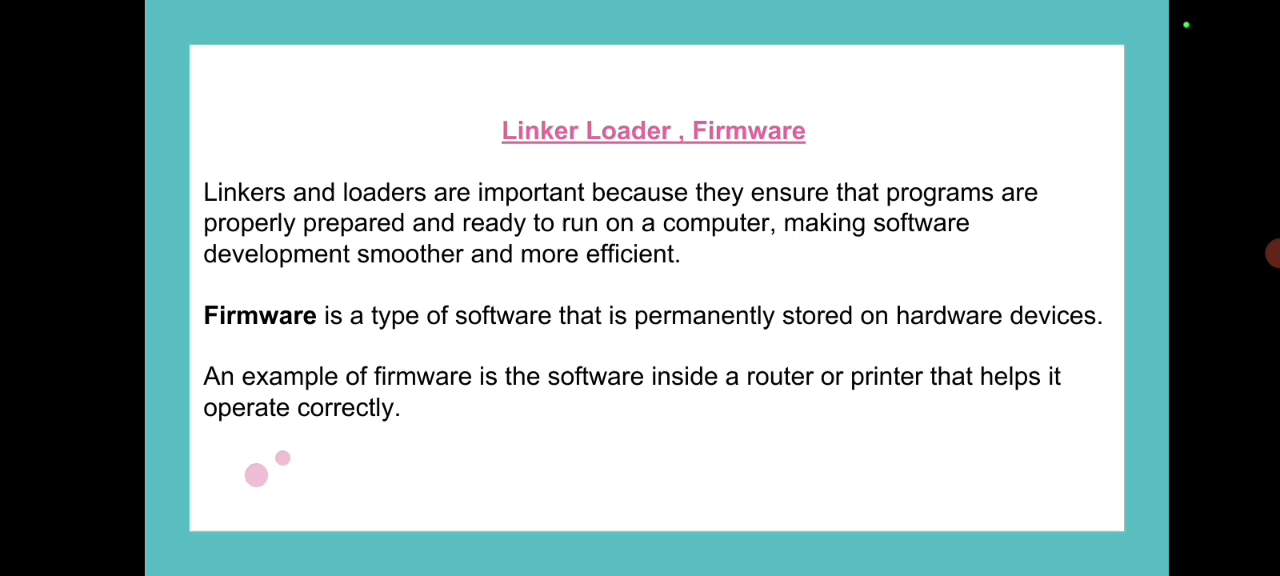 Linker Loader , Firmware
Linkers and loaders are important because they ensure that programs are
properly prepared and ready to run on a computer, making software
development smoother and more efficient.
Firmware is a type of software that is permanently stored on hardware devices.
An example of firmware is the software inside a router or printer that helps it
operate correctly.